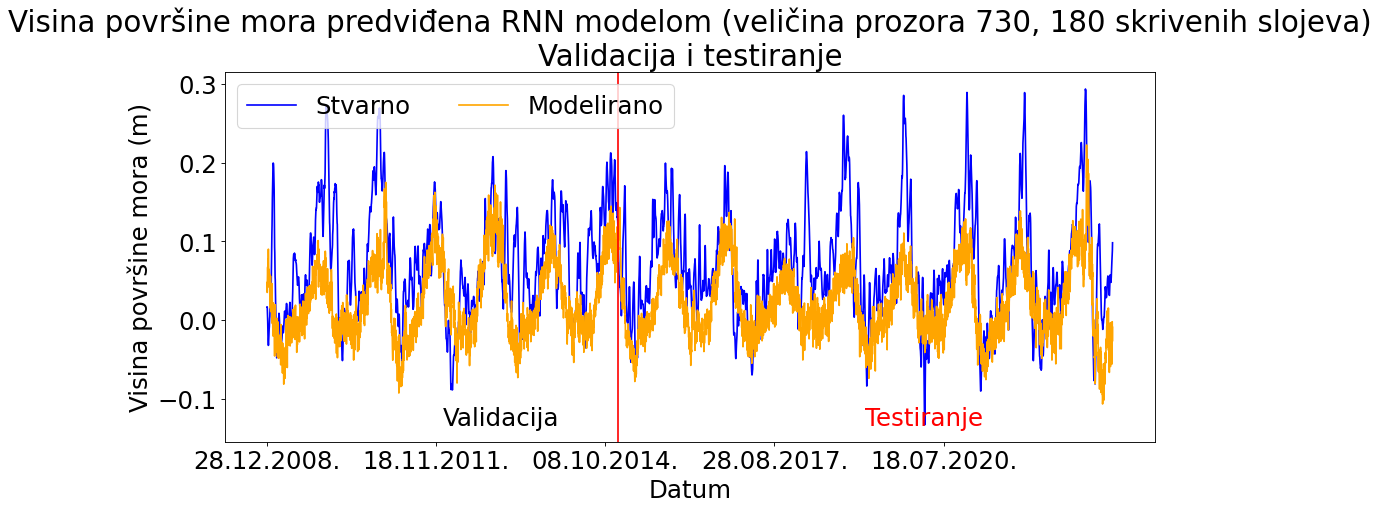 Visina površine mora predviđena RNN modelom (veličina prozora 730, 180 skrivenih slojeva)
Validacija i testiranje
Stvarno Modelirano
Visina površine mora (m)
0.3
0.2
0.1
0.0
−0.1
Validacija Testiranje
28.12.2008. 18.11.2011. 08.10.2014. 28.08.2017. 18.07.2020.
Datum